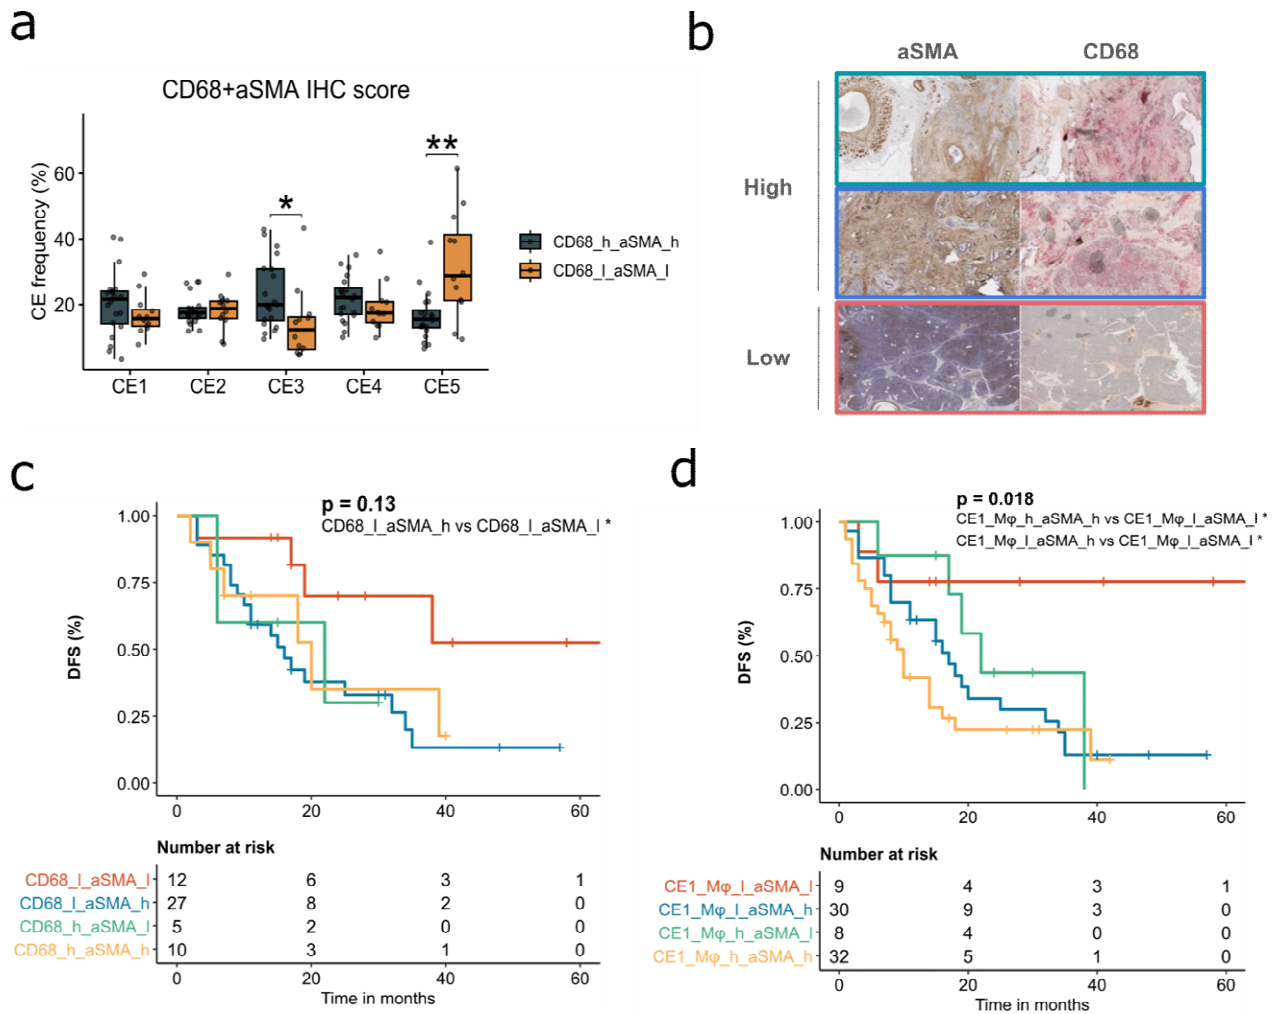 a
CD68+aSMA IHC score
CE frequency (%)
60
40
20
CE1 CE2 CE3 CE4 CE5
*
**
CD68_h_aSMA_h
CD68_l_aSMA_l
b
aSMA CD68
High
Low
c
p = 0.13
CD68_l_aSMA_h vs CD68_l_aSMA_l *
DFS (%)
1.00
0.75
0.50
0.25
0.00
0 20 40 60
Number at risk
CD68_l_aSMA_l 12 6 3 1
CD68_l_aSMA_h 27 8 2 0
CD68_h_aSMA_l 5 2 0 0
CD68_h_aSMA_h 10 3 1 0
0 20 40 60
Time in months
d
p = 0.018
CE1_Mφ_h_aSMA_h vs CE1_Mφ_l_aSMA_l *
CE1_Mφ_l_aSMA_h vs CE1_Mφ_l_aSMA_l *
DFS (%)
1.00
0.75
0.50
0.25
0.00
0 20 40 60
Number at risk
CE1_Mφ_l_aSMA_l 9 4 3 1
CE1_Mφ_l_aSMA_h 30 9 3 0
CE1_Mφ_h_aSMA_l 8 4 0 0
CE1_Mφ_h_aSMA_h 32 5 1 0
0 20 40 60
Time in months